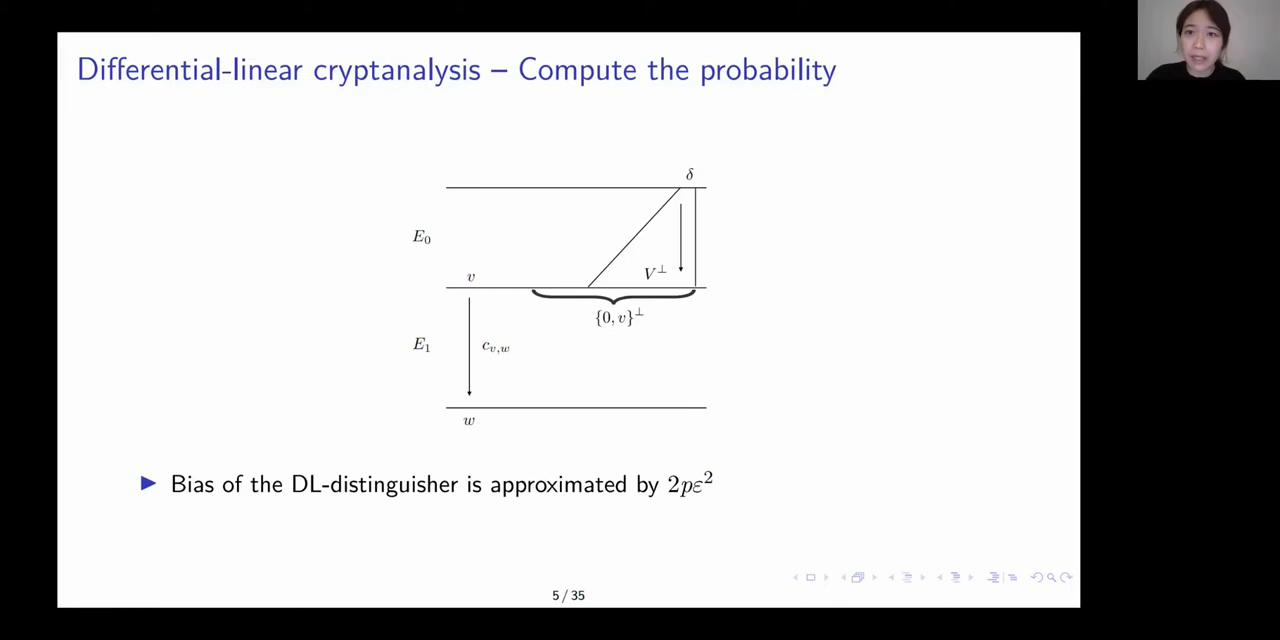 Differential-linear cryptanalysis – Compute the probability
δ
E₀
V⊥
v
{0, v}⊥
E₁
c_{v,w}
w
▶ Bias of the DL-distinguisher is approximated by 2pε²
5 / 35